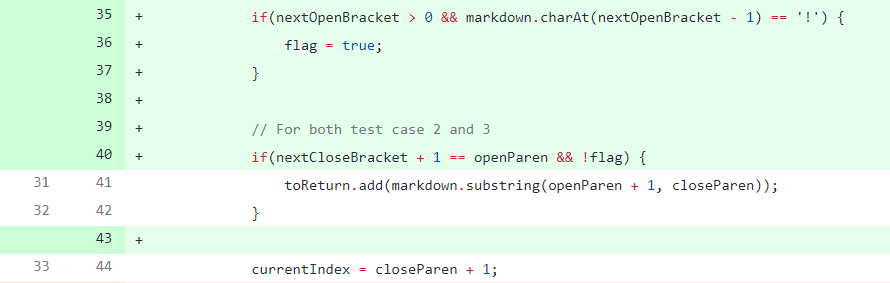 35 + if(nextOpenBracket > 0 && markdown.charAt(nextOpenBracket - 1) == '!') {
36 + flag = true;
37 + }
38 +
39 + // For both test case 2 and 3
40 + if(nextCloseBracket + 1 == openParen && !flag) {
31 41 toReturn.add(markdown.substring(openParen + 1, closeParen));
32 42 }
43 +
33 44 currentIndex = closeParen + 1;